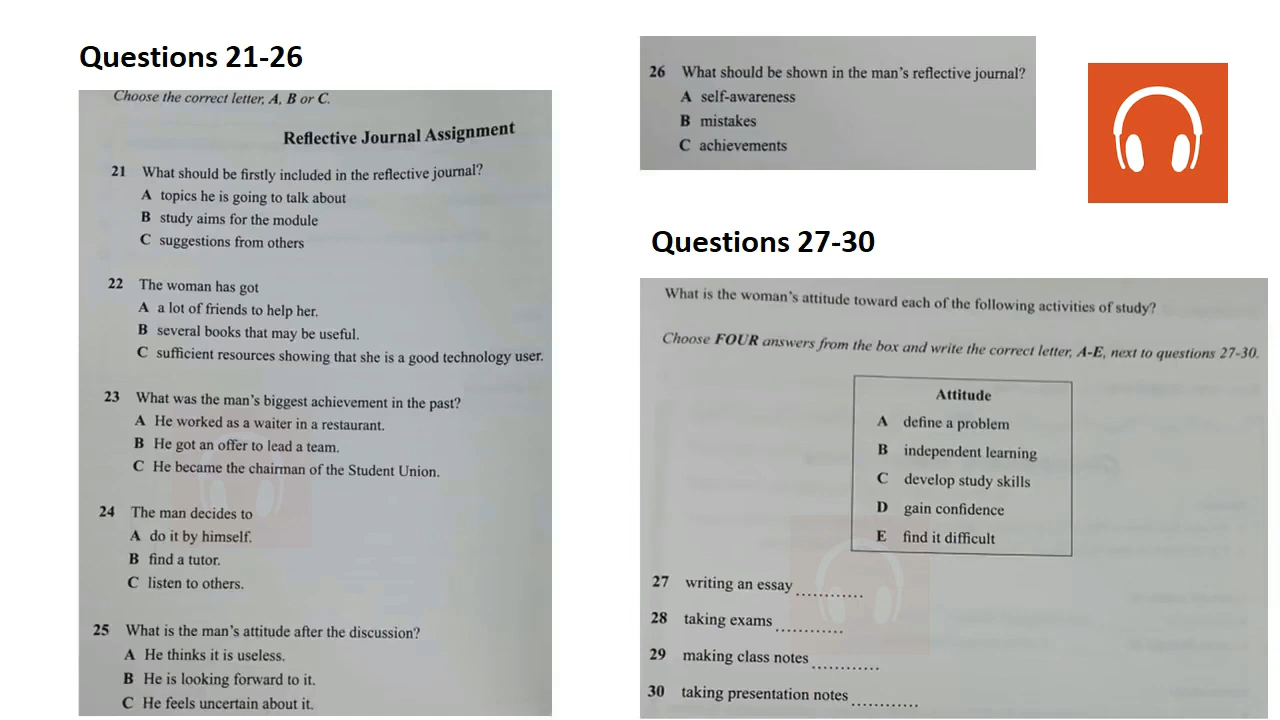 Questions 21-26
Choose the correct letter, A, B or C.
Reflective Journal Assignment
21 What should be firstly included in the reflective journal?
A topics he is going to talk about
B study aims for the module
C suggestions from others
22 The woman has got
A a lot of friends to help her.
B several books that may be useful.
C sufficient resources showing that she is a good technology user.
23 What was the man's biggest achievement in the past?
A He worked as a waiter in a restaurant.
B He got an offer to lead a team.
C He became the chairman of the Student Union.
24 The man decides to
A do it by himself.
B find a tutor.
C listen to others.
25 What is the man's attitude after the discussion?
A He thinks it is useless.
B He is looking forward to it.
C He feels uncertain about it.
26 What should be shown in the man's reflective journal?
A self-awareness
B mistakes
C achievements
Questions 27-30
What is the woman's attitude toward each of the following activities of study?
Choose FOUR answers from the box and write the correct letter, A-E, next to questions 27-30.
Attitude
A define a problem
B independent learning
C develop study skills
D gain confidence
E find it difficult
27 writing an essay ............
28 taking exams ............
29 making class notes ............
30 taking presentation notes ............